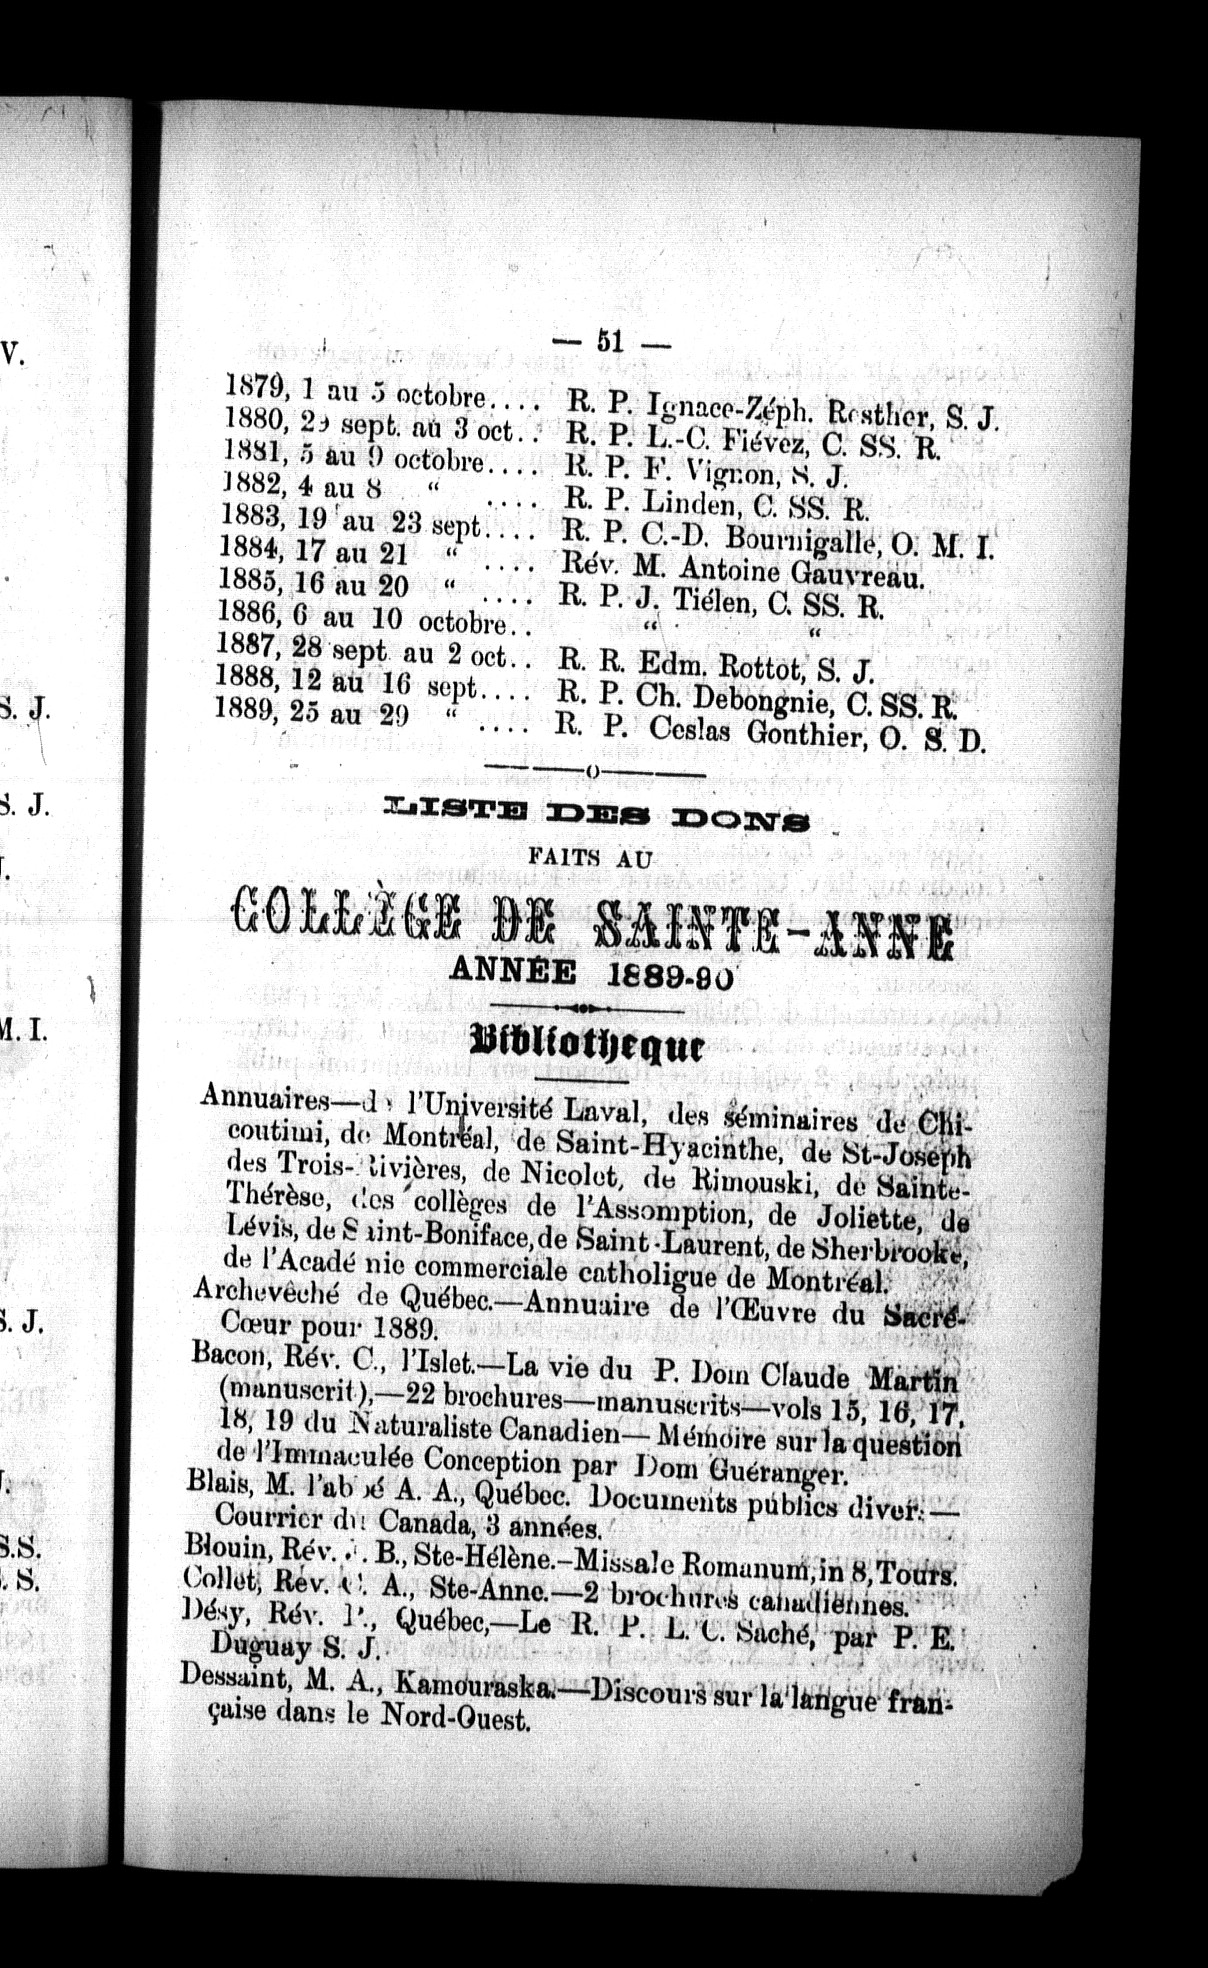 — 51 —
1879, 1 au 5 octobre.... R. P. Ignace-Zéph. Resther, S. J.
1880, 29 sept. au 3 oct.. R. P. L.-C. Fiévez, C. SS. R.
1881, 5 au 9 octobre.... R. P. F. Vignon, S. J.
1882, 4 au 8 “ .... R. P. Linden, C. SS. R.
1883, 19 au 23 sept.... R. P. C.-D. Bournigalle, O. M. I.
1884, 17 au 21 “ .... Rév. M. Antoine Gauvreau.
1885, 16 au 20 “ .... R. P. J. Tiélen, C. SS. R.
1886, 6 au 10 octobre.. “ “
1887, 28 sept. au 2 oct.. R. R. Edm. Rottot, S. J.
1888, 12 au 16 sept.... R. P. Ch. Debongnie, C. SS. R.
1889, 25 au 29 “ .... R. P. Ceslas Gonthier, O. S. D.
LISTE DES DONS
FAITS AU
COLLÈGE DE SAINTE-ANNE
ANNÉE 1889-90
Bibliotheque
Annuaires—de l'Université Laval, des séminaires de Chi-
coutimi, de Montréal, de Saint-Hyacinthe, de St-Joseph
des Trois-Rivières, de Nicolet, de Rimouski, de Sainte-
Thérèse, des collèges de l'Assomption, de Joliette, de
Lévis, de Saint-Boniface, de Saint-Laurent, de Sherbrooke,
de l'Académie commerciale catholique de Montréal.
Archevêché de Québec.—Annuaire de l'Œuvre du Sacré-
Cœur pour 1889.
Bacon, Rév. C., l'Islet.—La vie du P. Dom Claude Martin
(manuscrit),—22 brochures—manuscrits—vols 15, 16, 17,
18, 19 du Naturaliste Canadien—Mémoire sur la question
de l'Immaculée Conception par Dom Guéranger.
Blais, M. l'abbé A. A., Québec. Documents publics divers—
Courrier du Canada, 3 années.
Blouin, Rév. B., Ste-Hélène.—Missale Romanum, in 8, Tours.
Collet, Rév. C. A., Ste-Anne.—2 brochures canadiennes.
Désy, Rév. P., Québec,—Le R. P. L. C. Saché, par P. E.
Duguay S. J.
Dessaint, M. A., Kamouraska.—Discours sur la langue fran-
çaise dans le Nord-Ouest.
V.
S. J.
S. J.
J.
M. I.
S. J.
J.
S.S.
S.